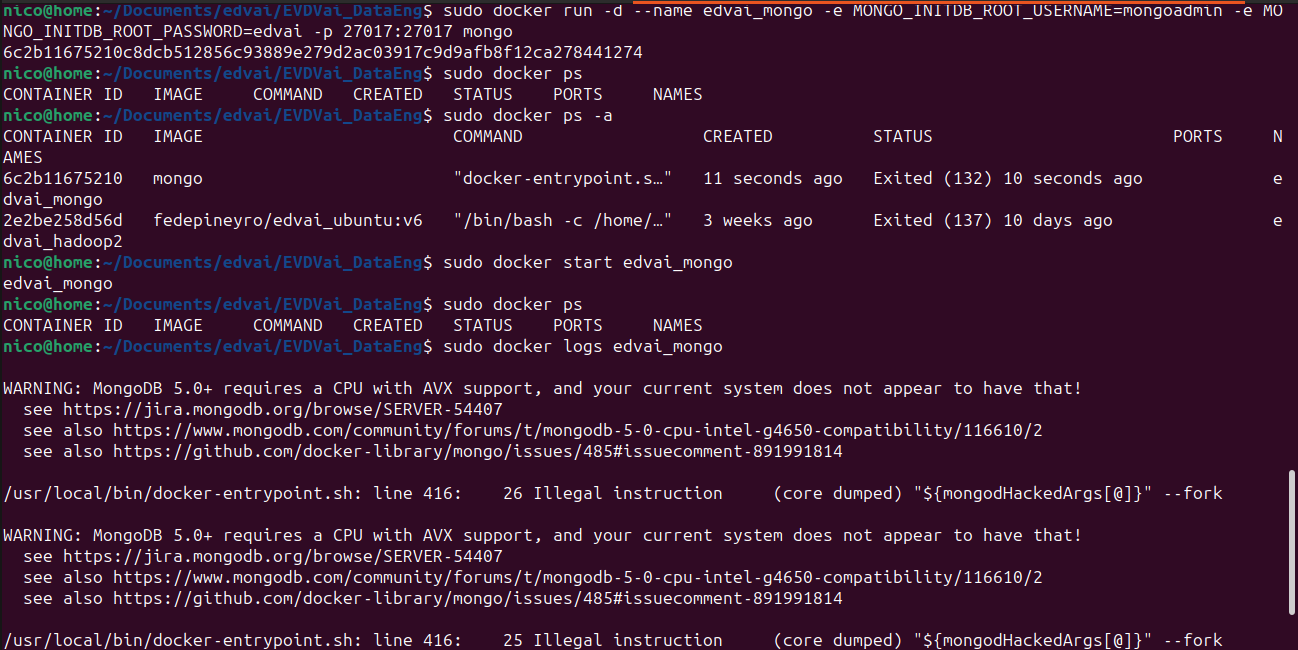 nico@home:~/Documents/edvai/EVDVai_DataEng$ sudo docker run -d --name edvai_mongo -e MONGO_INITDB_ROOT_USERNAME=mongoadmin -e MO
NGO_INITDB_ROOT_PASSWORD=edvai -p 27017:27017 mongo
6c2b11675210c8dcb512856c93889e279d2ac03917c9d9afb8f12ca278441274
nico@home:~/Documents/edvai/EVDVai_DataEng$ sudo docker ps
CONTAINER ID   IMAGE     COMMAND   CREATED   STATUS    PORTS     NAMES
nico@home:~/Documents/edvai/EVDVai_DataEng$ sudo docker ps -a
CONTAINER ID   IMAGE                         COMMAND                  CREATED          STATUS                        PORTS     N
AMES
6c2b11675210   mongo                         "docker-entrypoint.s…"   11 seconds ago   Exited (132) 10 seconds ago             e
dvai_mongo
2e2be258d56d   fedepineyro/edvai_ubuntu:v6   "/bin/bash -c /home/…"   3 weeks ago      Exited (137) 10 days ago                e
dvai_hadoop2
nico@home:~/Documents/edvai/EVDVai_DataEng$ sudo docker start edvai_mongo
edvai_mongo
nico@home:~/Documents/edvai/EVDVai_DataEng$ sudo docker ps
CONTAINER ID   IMAGE     COMMAND   CREATED   STATUS    PORTS     NAMES
nico@home:~/Documents/edvai/EVDVai_DataEng$ sudo docker logs edvai_mongo
WARNING: MongoDB 5.0+ requires a CPU with AVX support, and your current system does not appear to have that!
  see https://jira.mongodb.org/browse/SERVER-54407
  see also https://www.mongodb.com/community/forums/t/mongodb-5-0-cpu-intel-g4650-compatibility/116610/2
  see also https://github.com/docker-library/mongo/issues/485#issuecomment-891991814
/usr/local/bin/docker-entrypoint.sh: line 416:    26 Illegal instruction     (core dumped) "${mongodHackedArgs[@]}" --fork
WARNING: MongoDB 5.0+ requires a CPU with AVX support, and your current system does not appear to have that!
  see https://jira.mongodb.org/browse/SERVER-54407
  see also https://www.mongodb.com/community/forums/t/mongodb-5-0-cpu-intel-g4650-compatibility/116610/2
  see also https://github.com/docker-library/mongo/issues/485#issuecomment-891991814
/usr/local/bin/docker-entrypoint.sh: line 416:    25 Illegal instruction     (core dumped) "${mongodHackedArgs[@]}" --fork